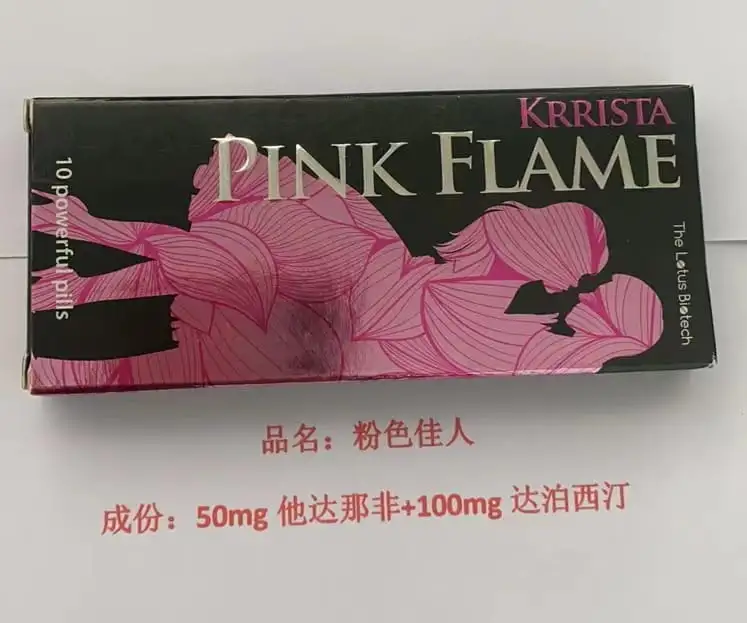 KRRISTA
PINK FLAME
10 powerful pills
The Lotus Biotech
品名：粉色佳人
成份：50mg 他达那非+100mg 达泊西汀